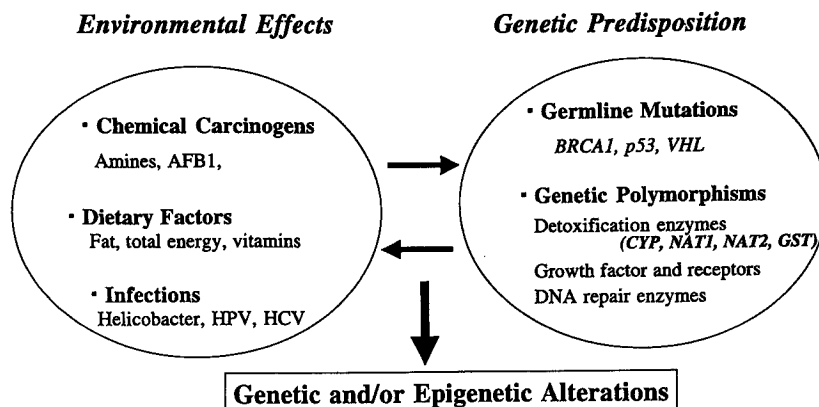 Environmental Effects
Genetic Predisposition
· Chemical Carcinogens
Amines, AFB1,
· Dietary Factors
Fat, total energy, vitamins
· Infections
Helicobacter, HPV, HCV
· Germline Mutations
BRCA1, p53, VHL
· Genetic Polymorphisms
Detoxification enzymes
(CYP, NAT1, NAT2, GST)
Growth factor and receptors
DNA repair enzymes
Genetic and/or Epigenetic Alterations